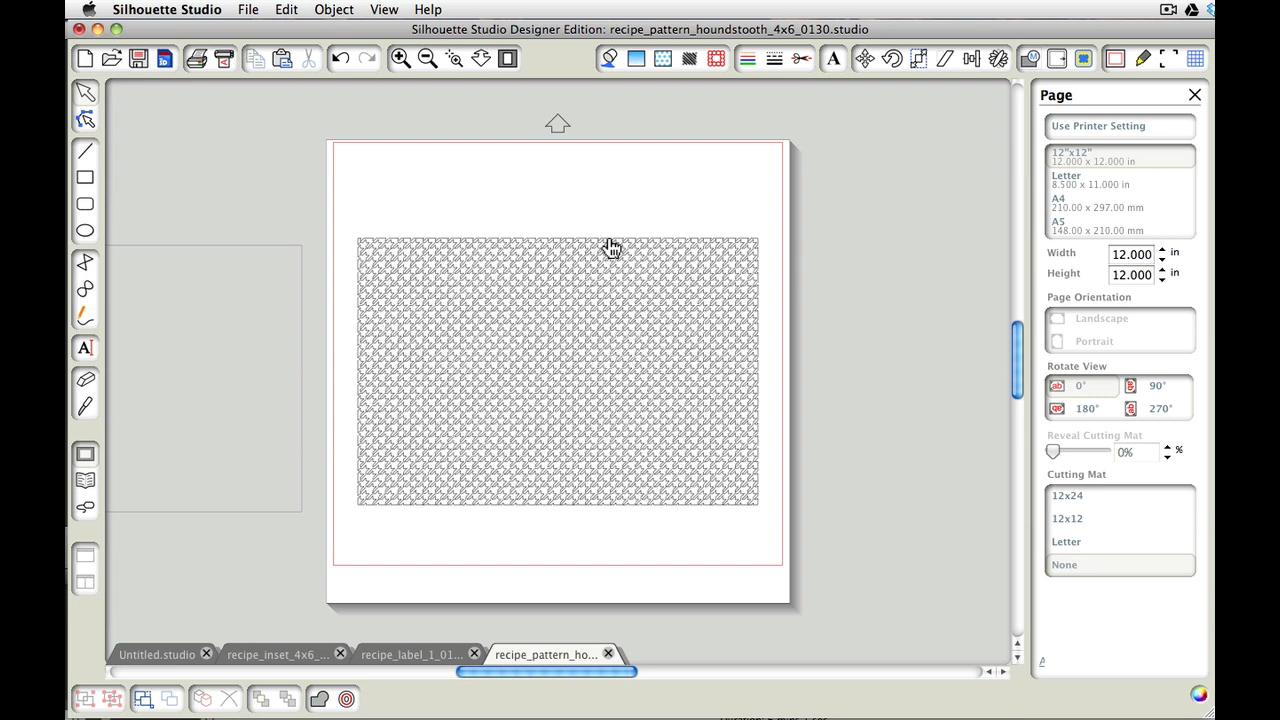 Silhouette Studio File Edit Object View Help
Silhouette Studio Designer Edition: recipe_pattern_houndstooth_4x6_0130.studio
Page
Use Printer Setting
12"x12"
12.000 x 12.000 in
Letter
8.500 x 11.000 in
A4
210.00 x 297.00 mm
A5
148.00 x 210.00 mm
Width 12.000 in
Height 12.000 in
Page Orientation
Landscape
Portrait
Rotate View
0° 90°
180° 270°
Reveal Cutting Mat
0% %
Cutting Mat
12x24
12x12
Letter
None
Untitled.studio recipe_inset_4x6_... recipe_label_1_01... recipe_pattern_ho...